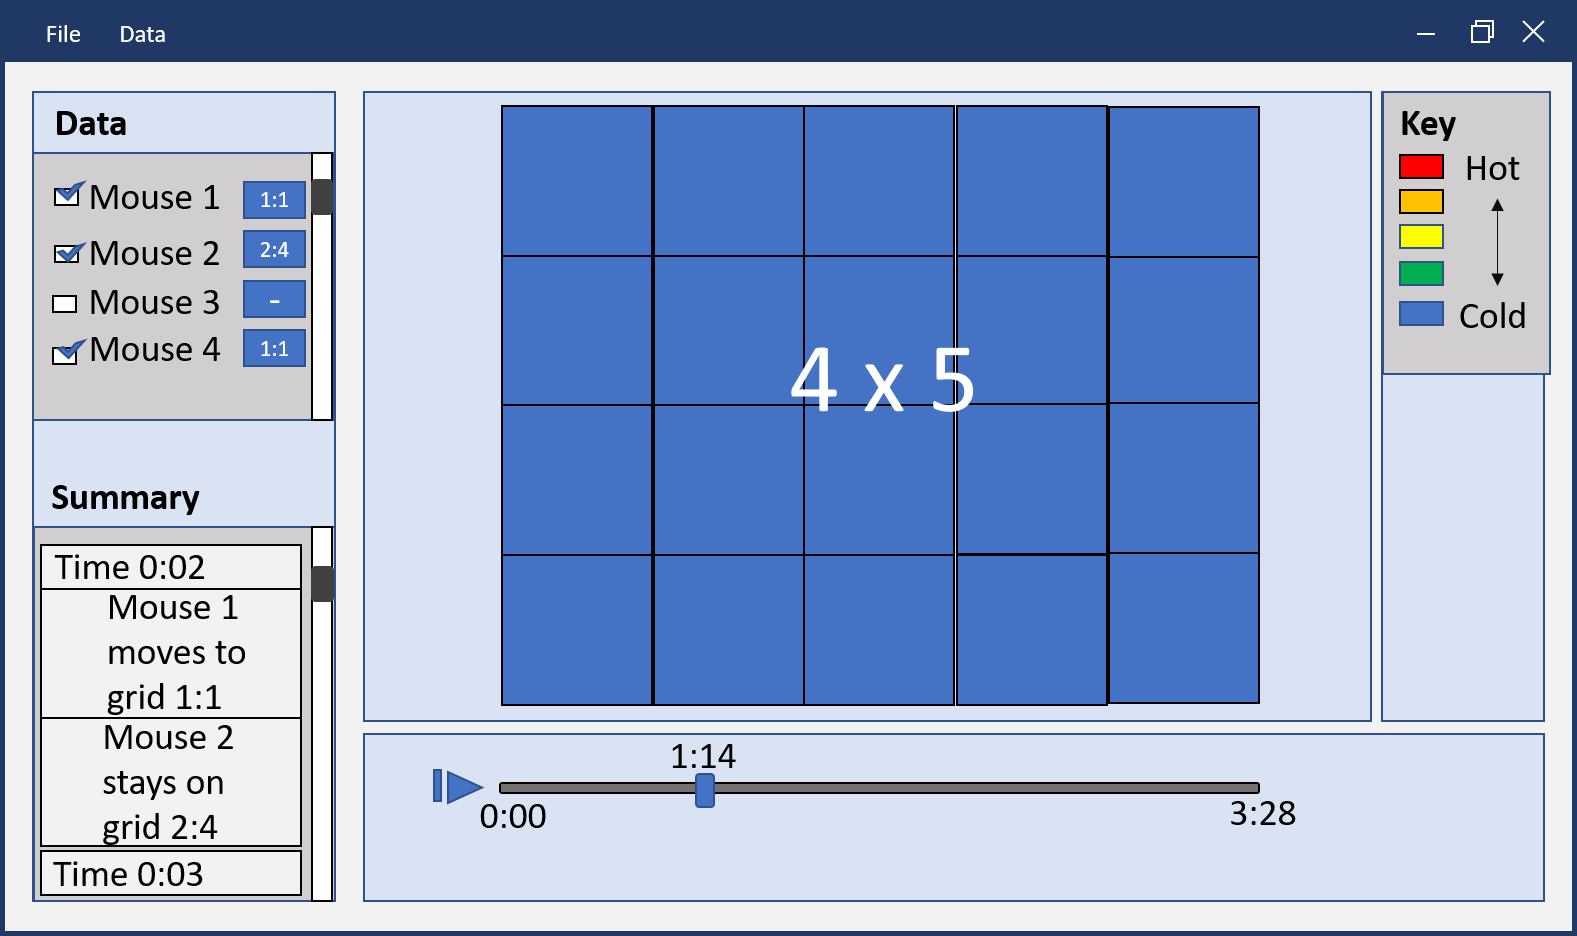 File Data
Data
Mouse 1 1:1
Mouse 2 2:4
Mouse 3 -
Mouse 4 1:1
Summary
Time 0:02
Mouse 1
moves to
grid 1:1
Mouse 2
stays on
grid 2:4
Time 0:03
4 x 5
Key
Hot
Cold
1:14
0:00
3:28